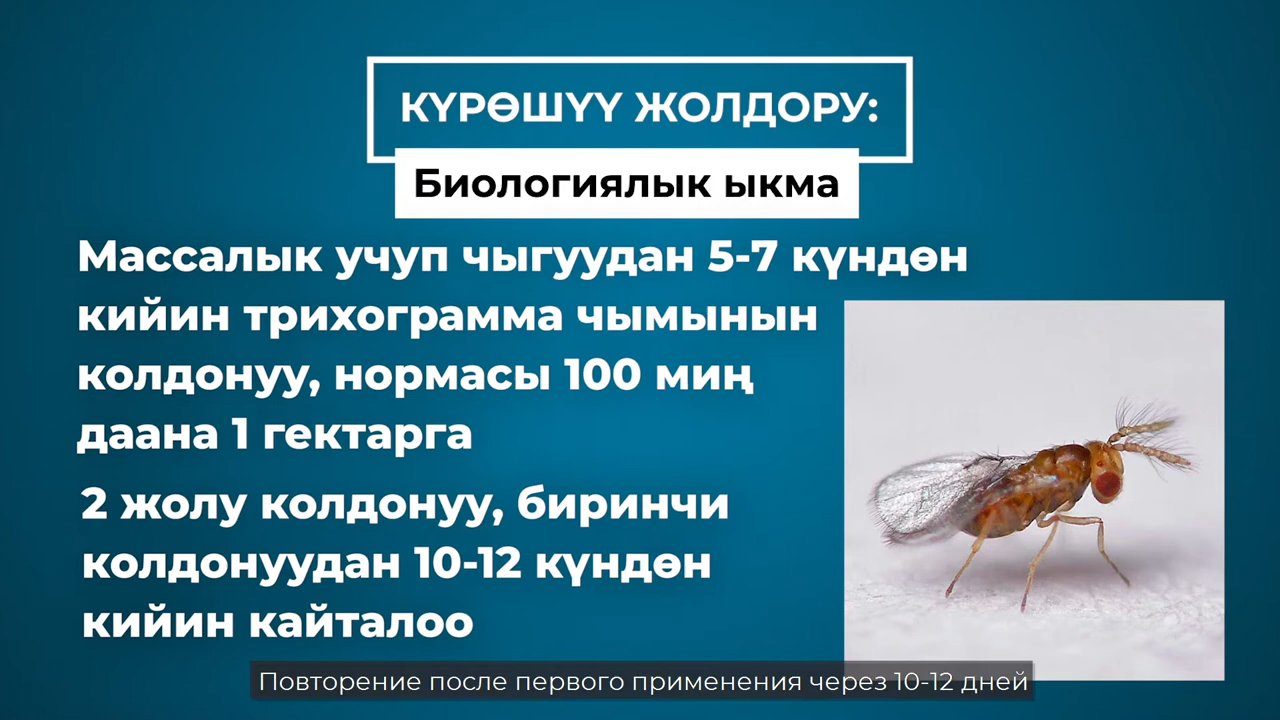 КҮРӨШҮҮ ЖОЛДОРУ:
Биологиялык ыкма
Массалык учуп чыгуудан 5-7 күндөн
кийин трихограмма чымынын
колдонуу, нормасы 100 миң
даана 1 гектарга
2 жолу колдонуу, биринчи
колдонуудан 10-12 күндөн
кийин кайталоо
Повторение после первого применения через 10-12 дней